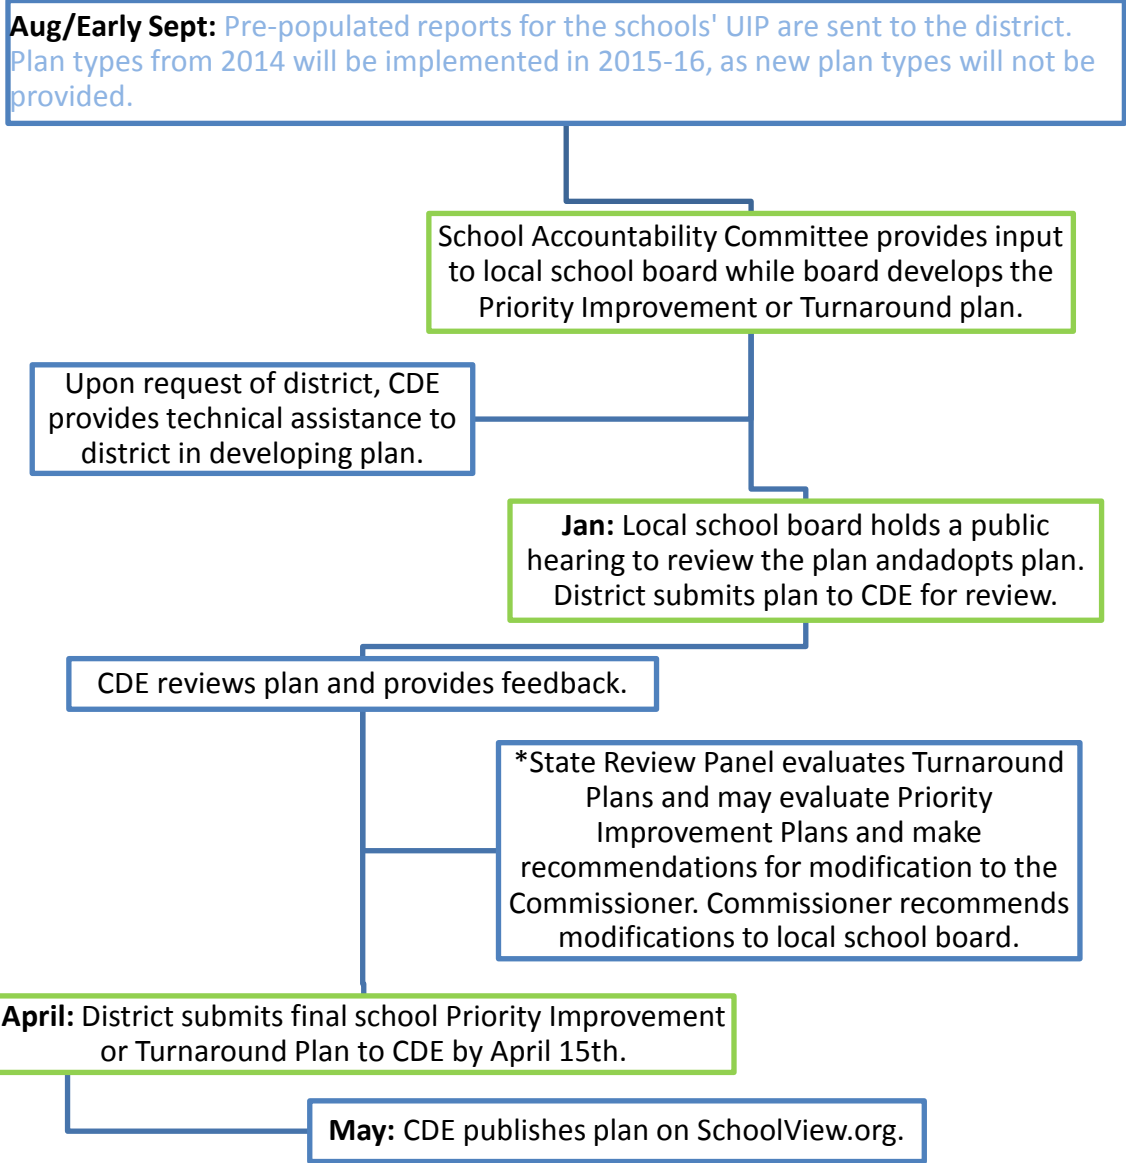 Aug/Early Sept: Pre-populated reports for the schools' UIP are sent to the district.
Plan types from 2014 will be implemented in 2015-16, as new plan types will not be
provided.
School Accountability Committee provides input
to local school board while board develops the
Priority Improvement or Turnaround plan.
Upon request of district, CDE
provides technical assistance to
district in developing plan.
Jan: Local school board holds a public
hearing to review the plan andadopts plan.
District submits plan to CDE for review.
CDE reviews plan and provides feedback.
*State Review Panel evaluates Turnaround
Plans and may evaluate Priority
Improvement Plans and make
recommendations for modification to the
Commissioner. Commissioner recommends
modifications to local school board.
April: District submits final school Priority Improvement
or Turnaround Plan to CDE by April 15th.
May: CDE publishes plan on SchoolView.org.